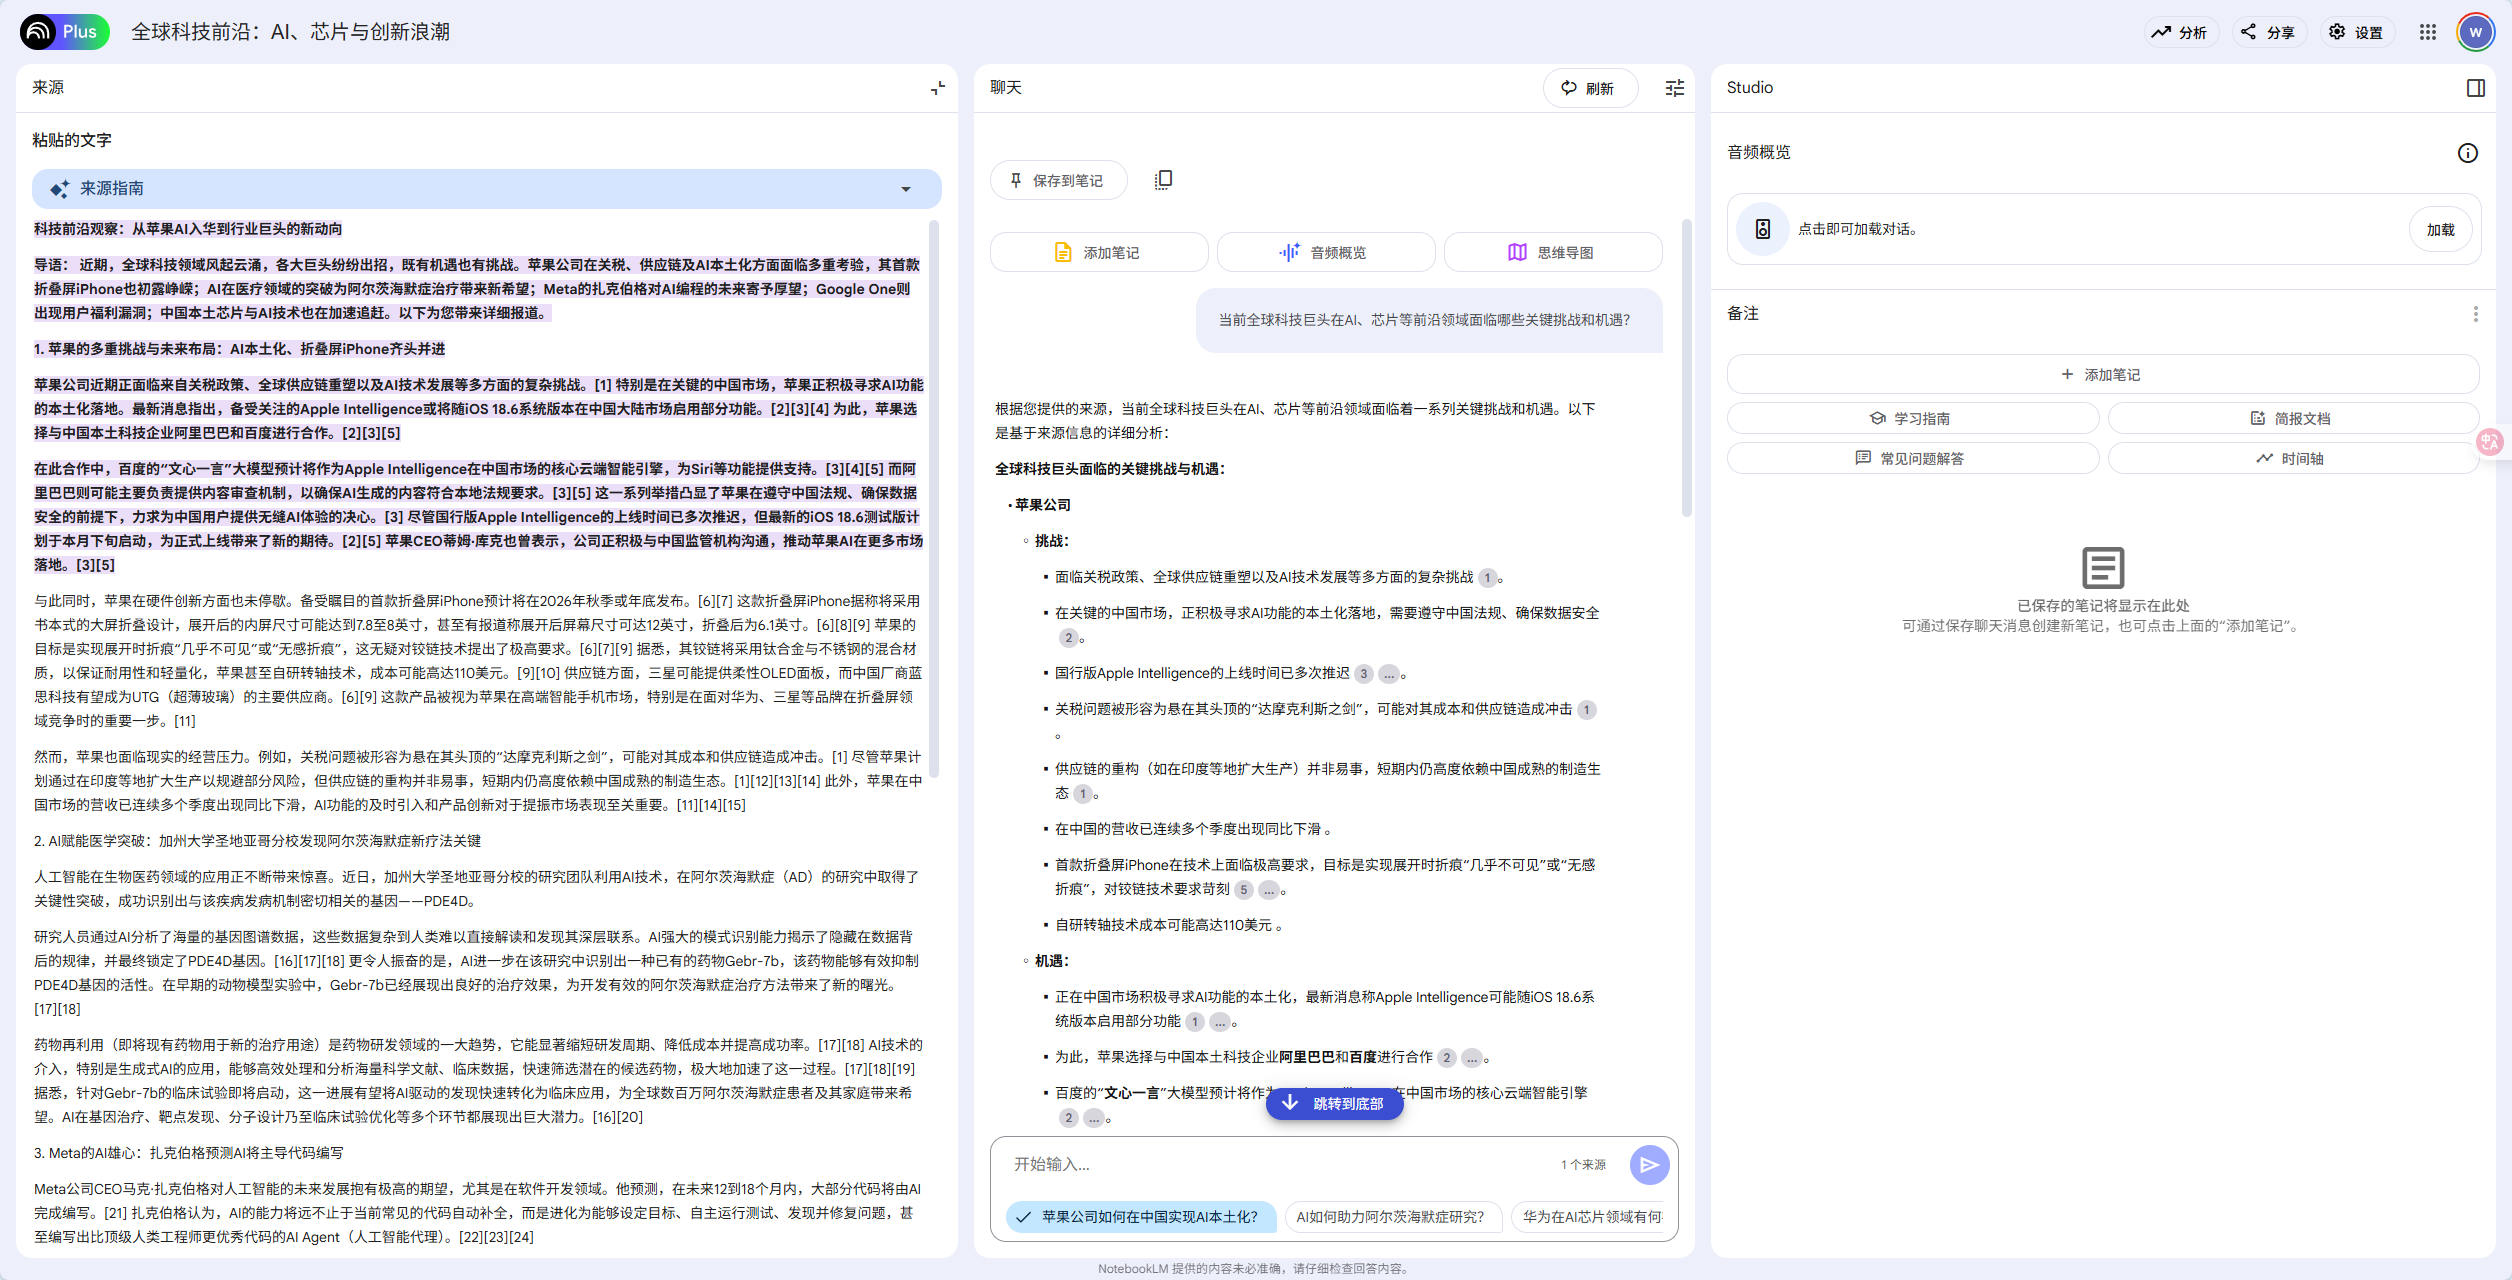 Plus
全球科技前沿：AI、芯片与创新浪潮
分析
分享
设置
W
来源
粘贴的文字
来源指南
科技前沿观察：从苹果AI入华到行业巨头的新动向
导语： 近期，全球科技领域风起云涌，各大巨头纷纷出招，既有机遇也有挑战。苹果公司在关税、供应链及AI本土化方面面临多重考验，其首款
折叠屏iPhone也初露峥嵘；AI在医疗领域的突破为阿尔茨海默症治疗带来新希望；Meta的扎克伯格对AI编程的未来寄予厚望；Google One则
出现用户福利漏洞；中国本土芯片与AI技术也在加速追赶。以下为您带来详细报道。
1. 苹果的多重挑战与未来布局：AI本土化、折叠屏iPhone齐头并进
苹果公司近期正面临来自关税政策、全球供应链重塑以及AI技术发展等多方面的复杂挑战。[1] 特别是在关键的中国市场，苹果正积极寻求AI功能
的本土化落地。最新消息指出，备受关注的Apple Intelligence或将随iOS 18.6系统版本在中国大陆市场启用部分功能。[2][3][4] 为此，苹果选
择与中国本土科技企业阿里巴巴和百度进行合作。[2][3][5]
在此合作中，百度的“文心一言”大模型预计将作为Apple Intelligence在中国市场的核心云端智能引擎，为Siri等功能提供支持。[3][4][5] 而阿
里巴巴则可能主要负责提供内容审查机制，以确保AI生成的内容符合本地法规要求。[3][5] 这一系列举措凸显了苹果在遵守中国法规、确保数据
安全的前提下，力求为中国用户提供无缝AI体验的决心。[3] 尽管国行版Apple Intelligence的上线时间已多次推迟，但最新的iOS 18.6测试版计
划于本月下旬启动，为正式上线带来了新的期待。[2][5] 苹果CEO蒂姆·库克也曾表示，公司正积极与中国监管机构沟通，推动苹果AI在更多市场
落地。[3][5]
与此同时，苹果在硬件创新方面也未停歇。备受瞩目的首款折叠屏iPhone预计将在2026年秋季或年底发布。[6][7] 这款折叠屏iPhone据称将采用
书本式的大屏折叠设计，展开后的内屏尺寸可能达到7.8至8英寸，甚至有报道称展开后屏幕尺寸可达12英寸，折叠后为6.1英寸。[6][8][9] 苹果的
目标是实现展开时折痕“几乎不可见”或“无感折痕”，这无疑对铰链技术提出了极高要求。[6][7][9] 据悉，其铰链将采用钛合金与不锈钢的混合材
质，以保证耐用性和轻量化，苹果甚至自研转轴技术，成本可能高达110美元。[9][10] 供应链方面，三星可能提供柔性OLED面板，而中国厂商蓝
思科技有望成为UTG（超薄玻璃）的主要供应商。[6][9] 这款产品被视为苹果在高端智能手机市场，特别是在面对华为、三星等品牌在折叠屏领
域竞争时的重要一步。[11]
然而，苹果也面临现实的经营压力。例如，关税问题被形容为悬在其头顶的“达摩克利斯之剑”，可能对其成本和供应链造成冲击。[1] 尽管苹果计
划通过在印度等地扩大生产以规避部分风险，但供应链的重构并非易事，短期内仍高度依赖中国成熟的制造生态。[1][12][13][14] 此外，苹果在中
国市场的营收已连续多个季度出现同比下滑，AI功能的及时引入和产品创新对于提振市场表现至关重要。[11][14][15]
2. AI赋能医学突破：加州大学圣地亚哥分校发现阿尔茨海默症新疗法关键
人工智能在生物医药领域的应用正不断带来惊喜。近日，加州大学圣地亚哥分校的研究团队利用AI技术，在阿尔茨海默症（AD）的研究中取得了
关键性突破，成功识别出与该疾病发病机制密切相关的基因——PDE4D。
研究人员通过AI分析了海量的基因图谱数据，这些数据复杂到人类难以直接解读和发现其深层联系。AI强大的模式识别能力揭示了隐藏在数据背
后的规律，并最终锁定了PDE4D基因。[16][17][18] 更令人振奋的是，AI进一步在该研究中识别出一种已有的药物Gebr-7b，该药物能够有效抑制
PDE4D基因的活性。在早期的动物模型实验中，Gebr-7b已经展现出良好的治疗效果，为开发有效的阿尔茨海默症治疗方法带来了新的曙光。
[17][18]
药物再利用（即将现有药物用于新的治疗用途）是药物研发领域的一大趋势，它能显著缩短研发周期、降低成本并提高成功率。[17][18] AI技术的
介入，特别是生成式AI的应用，能够高效处理和分析海量科学文献、临床数据，快速筛选潜在的候选药物，极大地加速了这一过程。[17][18][19]
据悉，针对Gebr-7b的临床试验即将启动，这一进展有望将AI驱动的发现快速转化为临床应用，为全球数百万阿尔茨海默症患者及其家庭带来希
望。AI在基因治疗、靶点发现、分子设计乃至临床试验优化等多个环节都展现出巨大潜力。[16][20]
3. Meta的AI雄心：扎克伯格预测AI将主导代码编写
Meta公司CEO马克·扎克伯格对人工智能的未来发展抱有极高的期望，尤其是在软件开发领域。他预测，在未来12到18个月内，大部分代码将由AI
完成编写。[21] 扎克伯格认为，AI的能力将远不止于当前常见的代码自动补全，而是进化为能够设定目标、自主运行测试、发现并修复问题，甚
至编写出比顶级人类工程师更优秀代码的AI Agent（人工智能代理）。[22][23][24]
聊天
刷新
保存到笔记
添加笔记
音频概览
思维导图
当前全球科技巨头在AI、芯片等前沿领域面临哪些关键挑战和机遇？
根据您提供的来源，当前全球科技巨头在AI、芯片等前沿领域面临着一系列关键挑战和机遇。以下
是基于来源信息的详细分析：
全球科技巨头面临的关键挑战与机遇：
• 苹果公司
◦ 挑战：
▪ 面临关税政策、全球供应链重塑以及AI技术发展等多方面的复杂挑战 1 。
▪ 在关键的中国市场，正积极寻求AI功能的本土化落地，需要遵守中国法规、确保数据安全
2 。
▪ 国行版Apple Intelligence的上线时间已多次推迟 3 ... 。
▪ 关税问题被形容为悬在其头顶的“达摩克利斯之剑”，可能对其成本和供应链造成冲击 1
。
▪ 供应链的重构（如在印度等地扩大生产）并非易事，短期内仍高度依赖中国成熟的制造生
态 1 。
▪ 在中国的营收已连续多个季度出现同比下滑 。
▪ 首款折叠屏iPhone在技术上面临极高要求，目标是实现展开时折痕“几乎不可见”或“无感
折痕”，对铰链技术要求苛刻 5 ... 。
▪ 自研转轴技术成本可能高达110美元 。
◦ 机遇：
▪ 正在中国市场积极寻求AI功能的本土化，最新消息称Apple Intelligence可能随iOS 18.6系
统版本启用部分功能 1 ... 。
▪ 为此，苹果选择与中国本土科技企业阿里巴巴和百度进行合作 2 ... 。
▪ 百度的“文心一言”大模型预计将作为 在中国市场的核心云端智能引擎
2 ... 。
跳转到底部
开始输入...
1 个来源
苹果公司如何在中国实现AI本土化？
AI如何助力阿尔茨海默症研究？
华为在AI芯片领域有何
NotebookLM 提供的内容未必准确，请仔细检查回答内容。
Studio
音频概览
点击即可加载对话。
加载
备注
添加笔记
学习指南
简报文档
常见问题解答
时间轴
已保存的笔记将显示在此处
可通过保存聊天消息创建新笔记，也可点击上面的“添加笔记”。